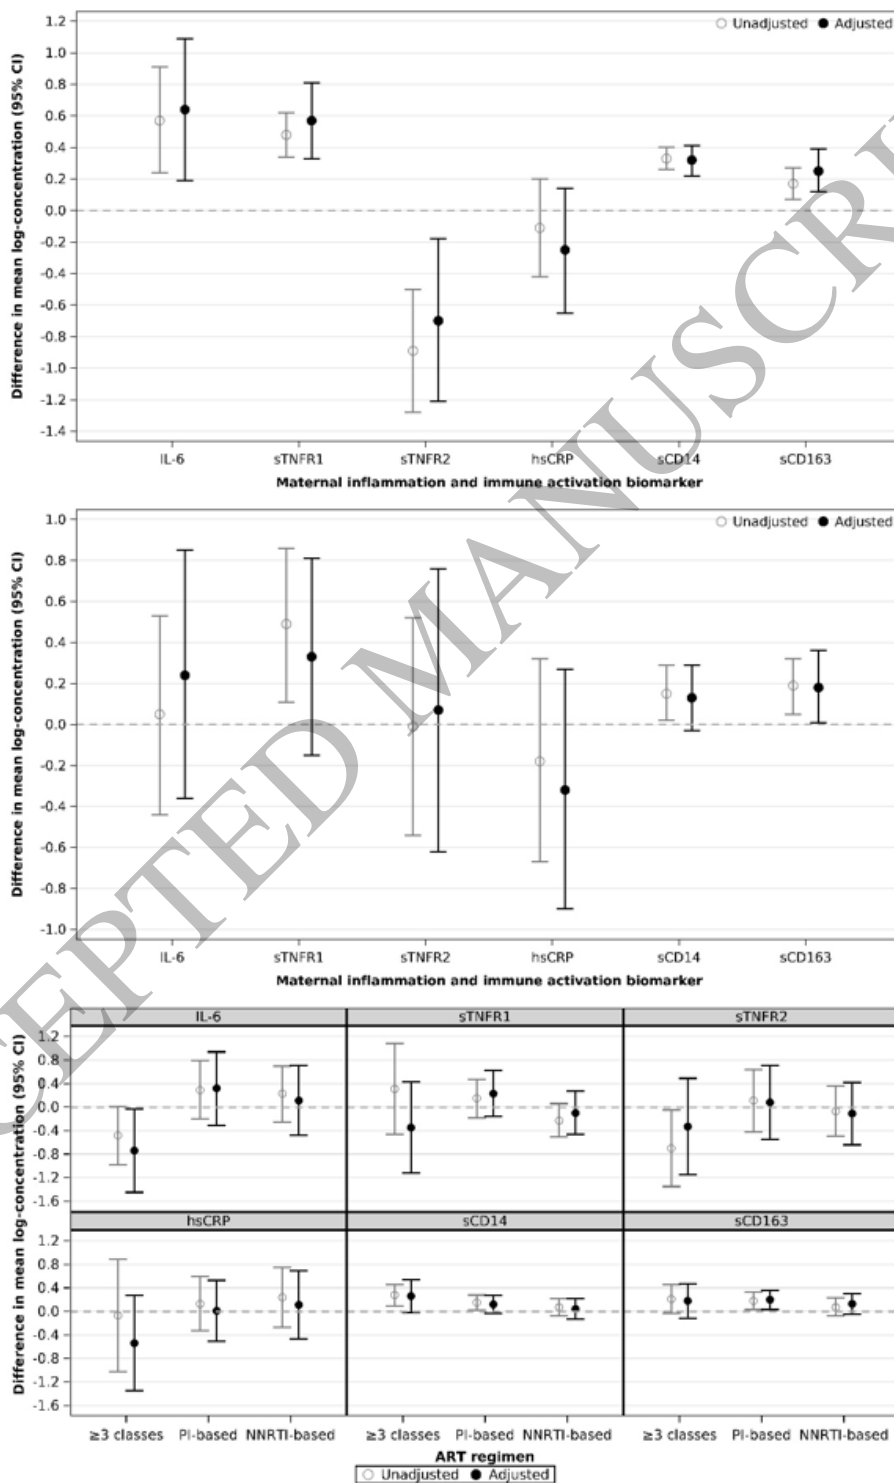 Difference in mean log-concentration (95% CI)
1.2
1.0
0.8
0.6
0.4
0.2
0.0
-0.2
-0.4
-0.6
-0.8
-1.0
-1.2
-1.4
○ Unadjusted ● Adjusted
IL-6 sTNFR1 sTNFR2 hsCRP sCD14 sCD163
Maternal inflammation and immune activation biomarker
Difference in mean log-concentration (95% CI)
1.0
0.8
0.6
0.4
0.2
0.0
-0.2
-0.4
-0.6
-0.8
-1.0
○ Unadjusted ● Adjusted
IL-6 sTNFR1 sTNFR2 hsCRP sCD14 sCD163
Maternal inflammation and immune activation biomarker
Difference in mean log-concentration (95% CI)
IL-6 sTNFR1 sTNFR2
1.2
0.8
0.4
0.0
-0.4
-0.8
-1.2
-1.6
hsCRP sCD14 sCD163
1.2
0.8
0.4
0.0
-0.4
-0.8
-1.2
-1.6
≥3 classes PI-based NNRTI-based ≥3 classes PI-based NNRTI-based ≥3 classes PI-based NNRTI-based
ART regimen
○ Unadjusted ● Adjusted
CEPTED MANUSCRI